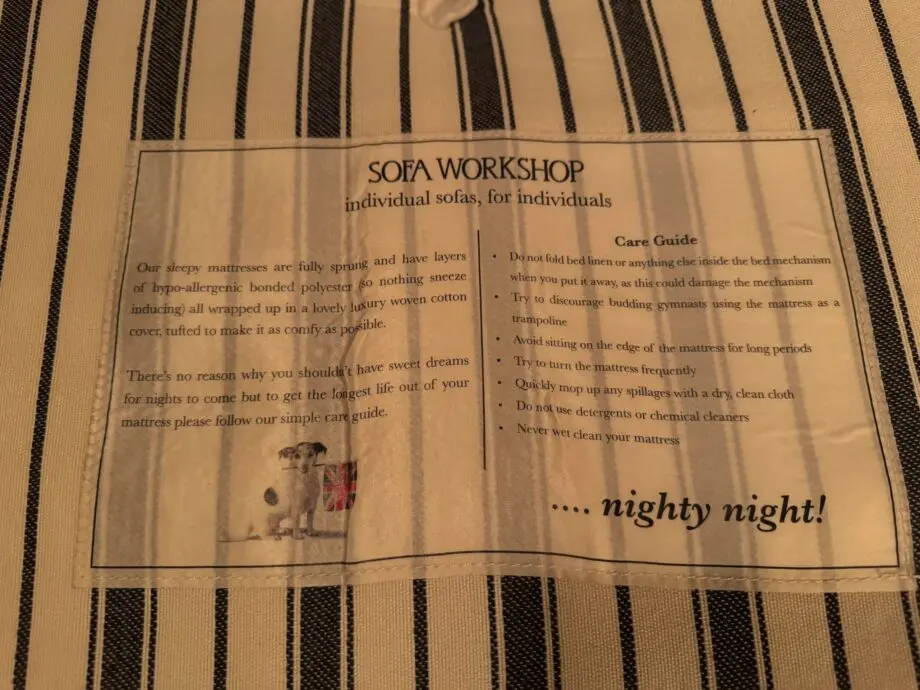 SOFA WORKSHOP
individual sofas, for individuals
Our sleepy mattresses are fully sprung and have layers
of hypo-allergenic bonded polyester (so nothing sneeze
inducing) all wrapped up in a lovely luxury woven cotton
cover, tufted to make it as comfy as possible.
There's no reason why you shouldn't have sweet dreams
for nights to come but to get the longest life out of your
mattress please follow our simple care guide.
Care Guide
• Do not fold bed linen or anything else inside the bed mechanism
when you put it away, as this could damage the mechanism
• Try to discourage budding gymnasts using the mattress as a
trampoline
• Avoid sitting on the edge of the mattress for long periods
• Try to turn the mattress frequently
• Quickly mop up any spillages with a dry, clean cloth
• Do not use detergents or chemical cleaners
• Never wet clean your mattress
.... nighty night!